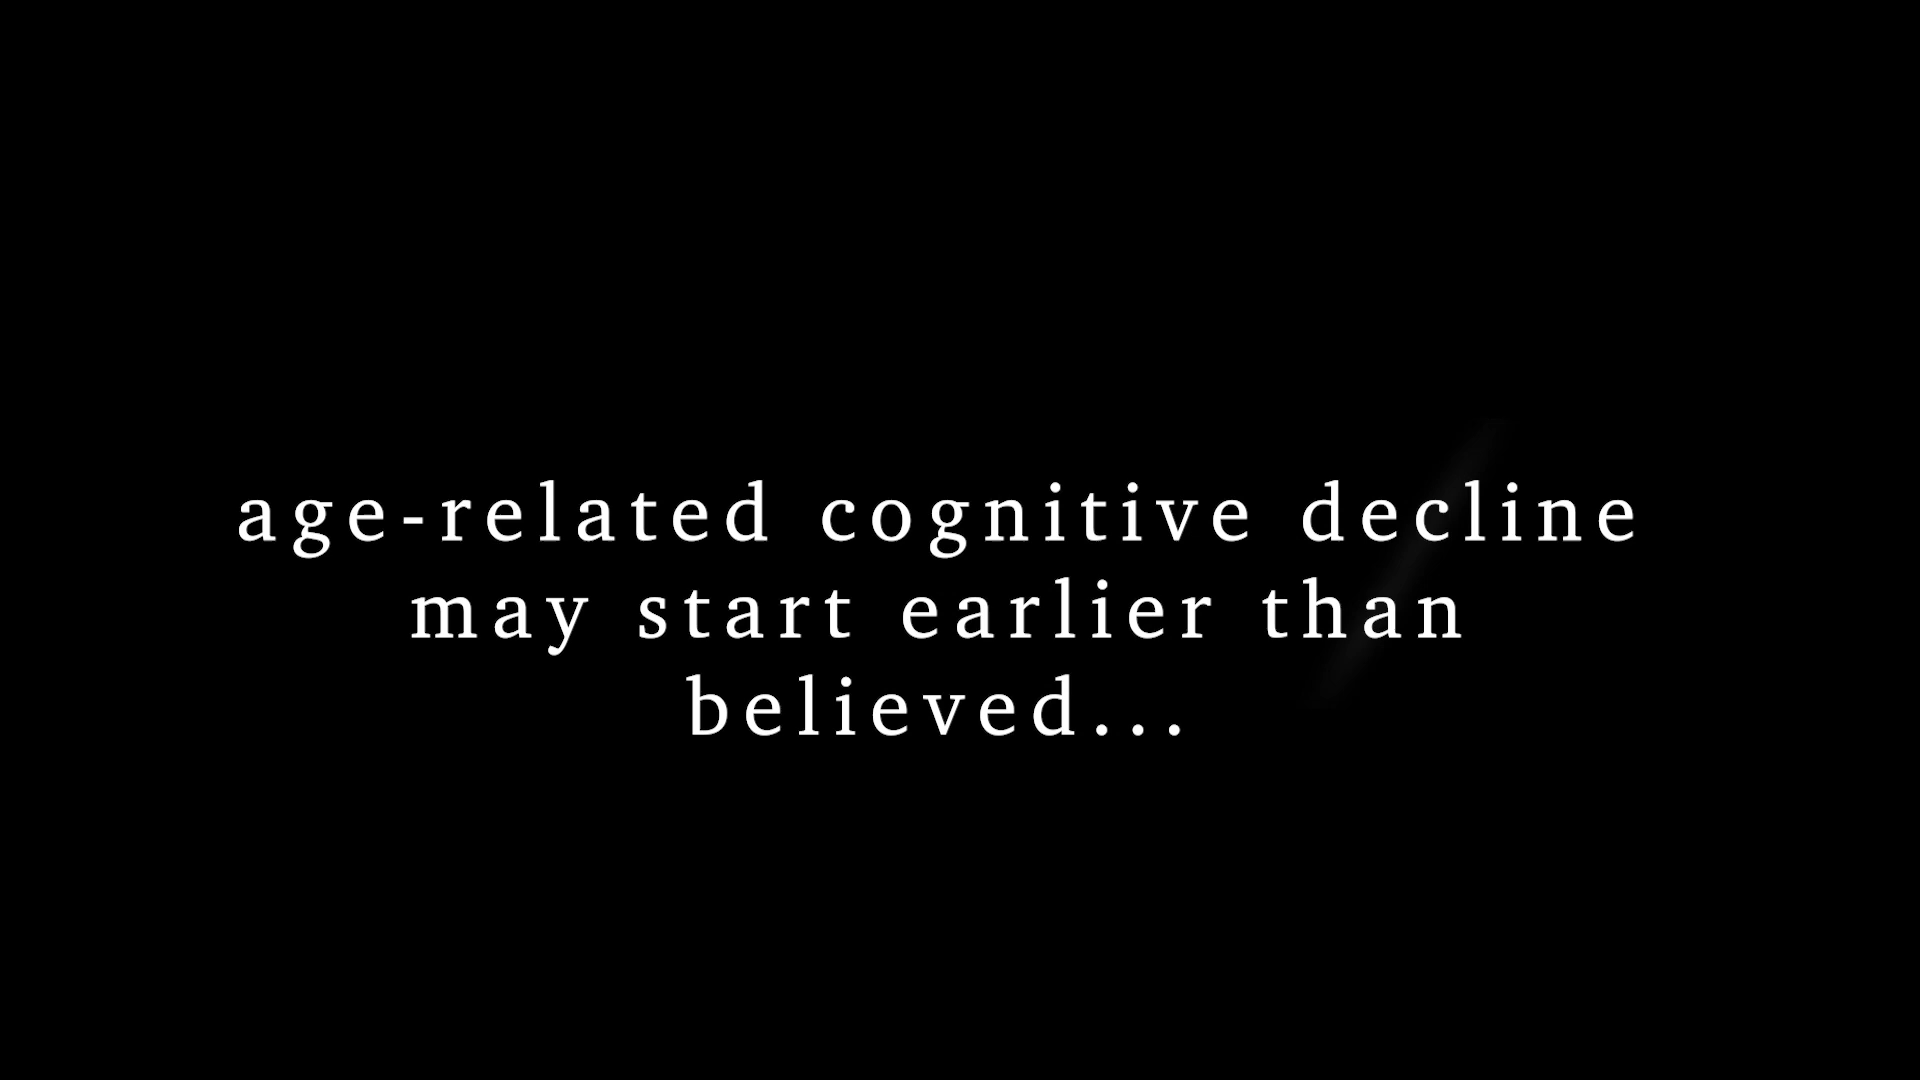 age-related cognitive decline
may start earlier than
believed...